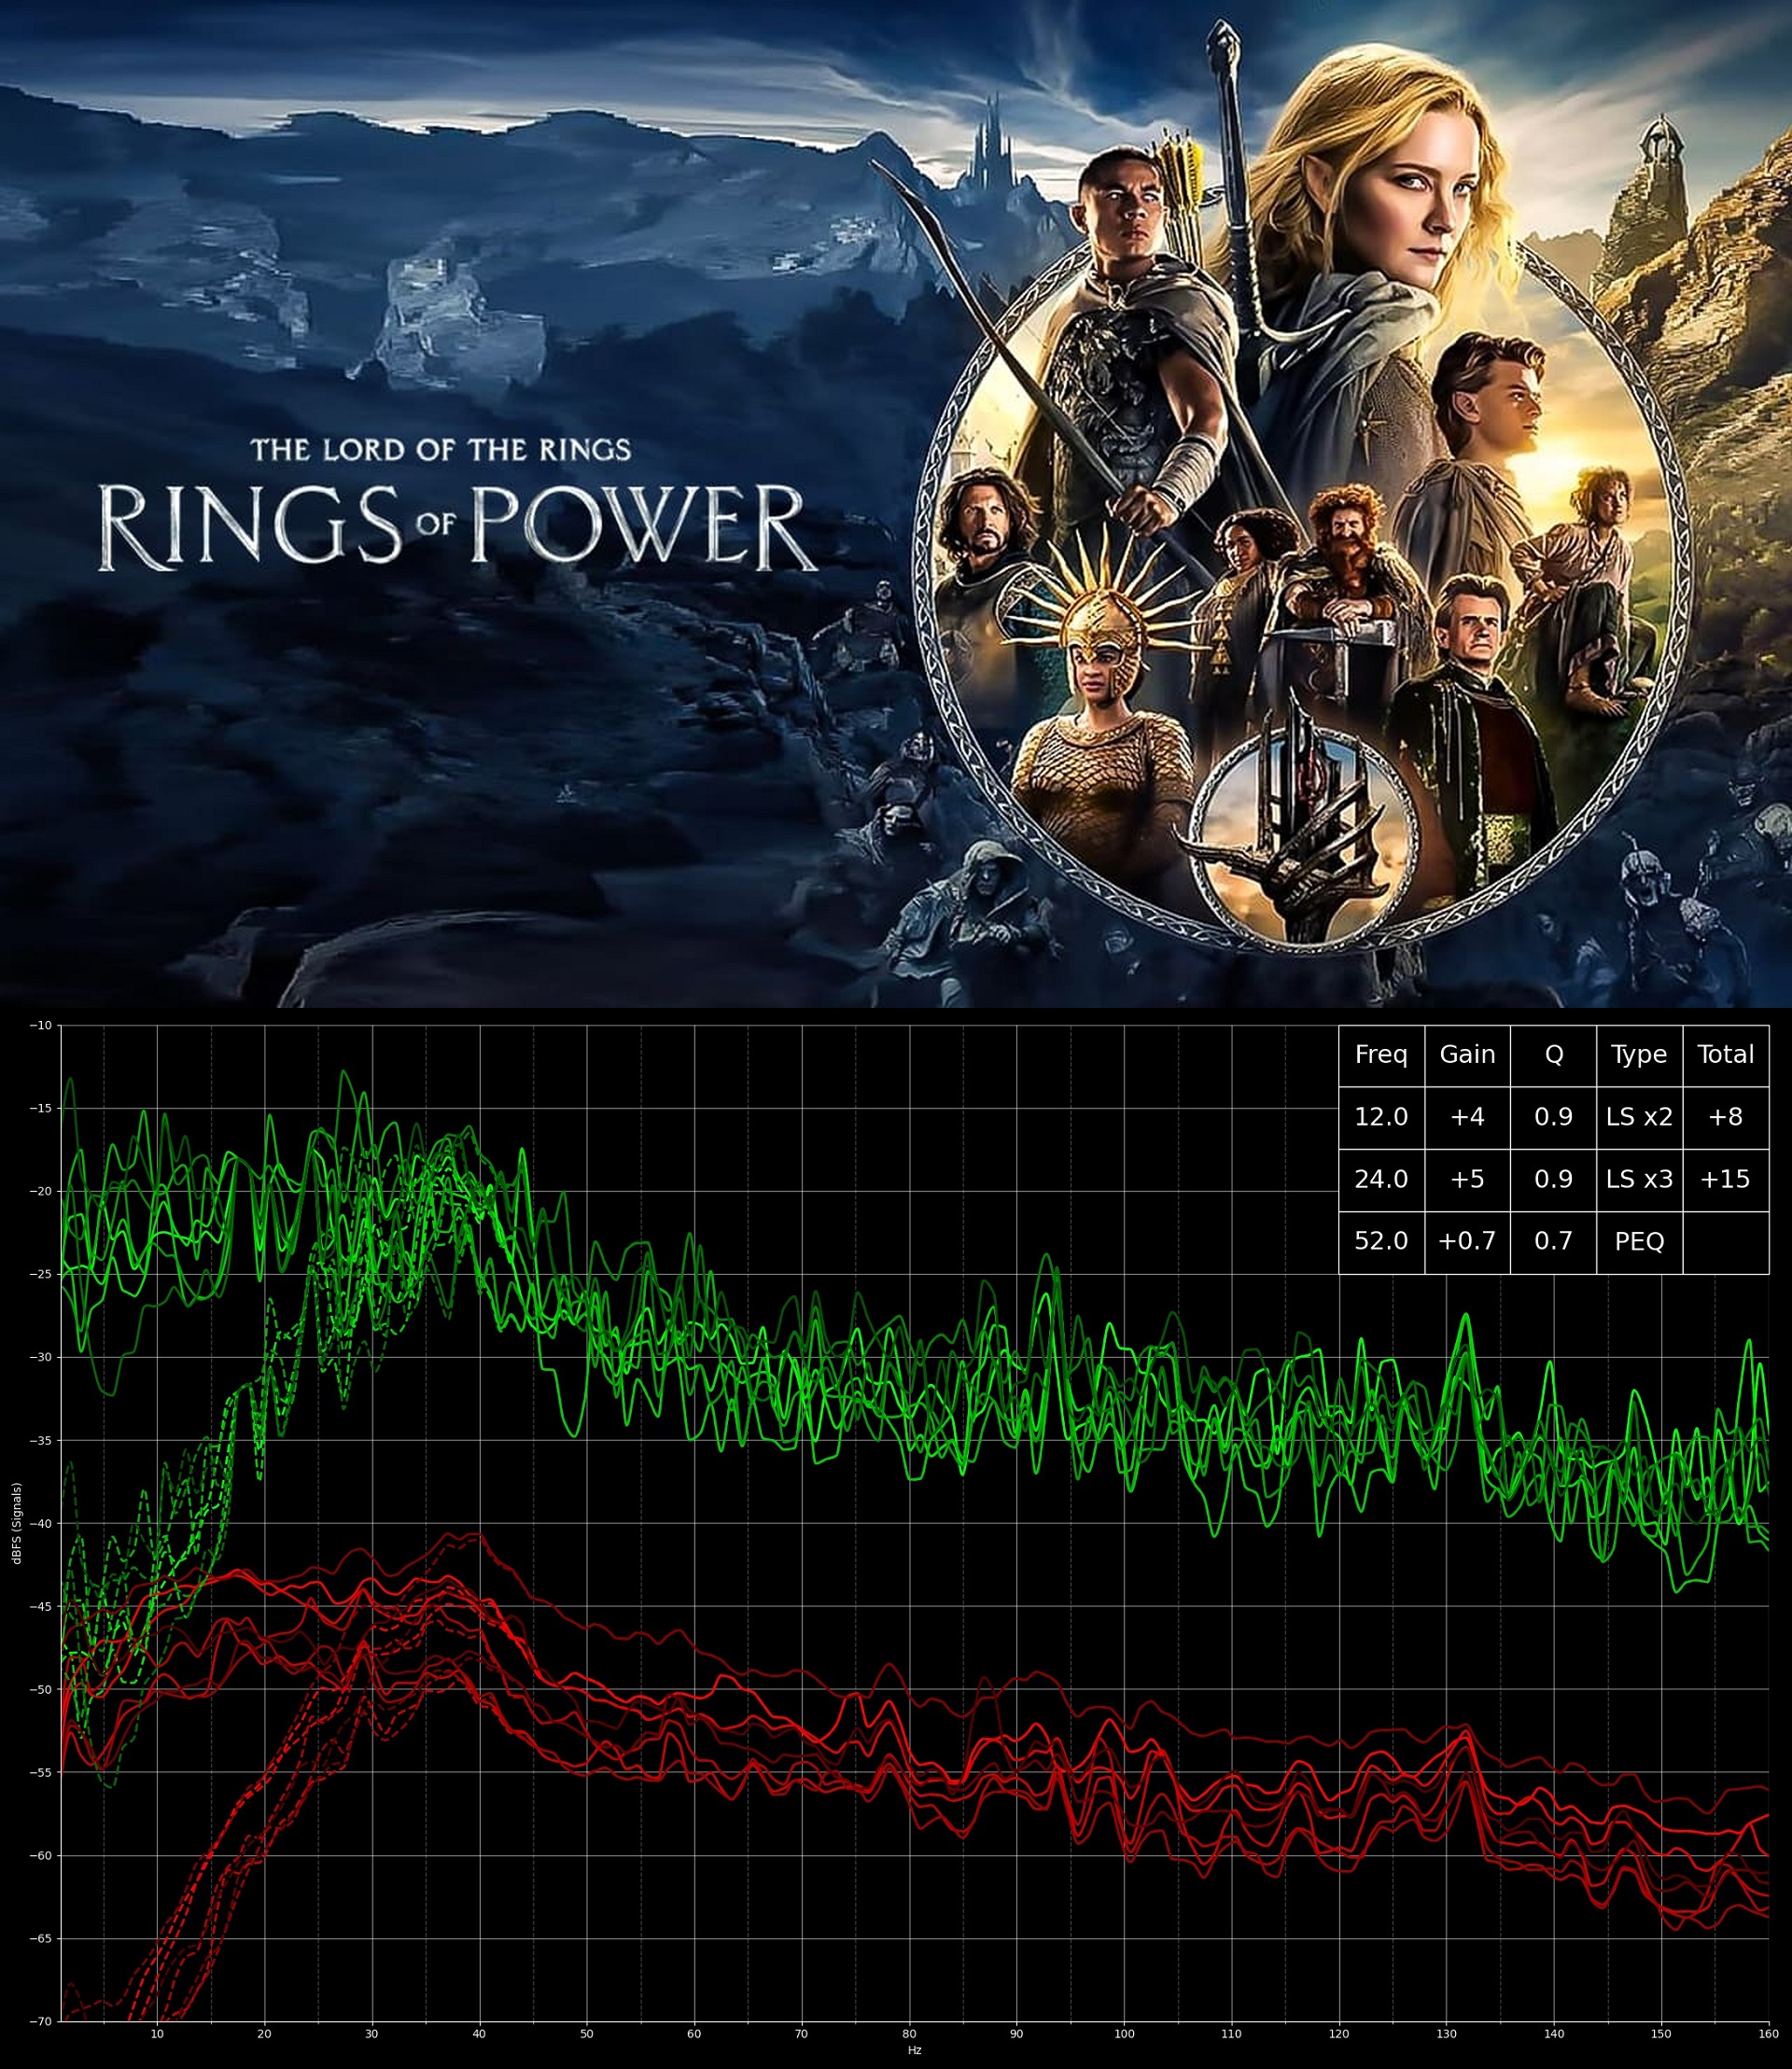 THE LORD OF THE RINGS
RINGS OF POWER
Freq Gain Q Type Total
12.0 +4 0.9 LS x2 +8
24.0 +5 0.9 LS x3 +15
52.0 +0.7 0.7 PEQ
−10
−15
−20
−25
−30
−35
−40
−45
−50
−55
−60
−65
−70
dBFS (Signals)
10 20 30 40 50 60 70 80 90 100 110 120 130 140 150 160
Hz